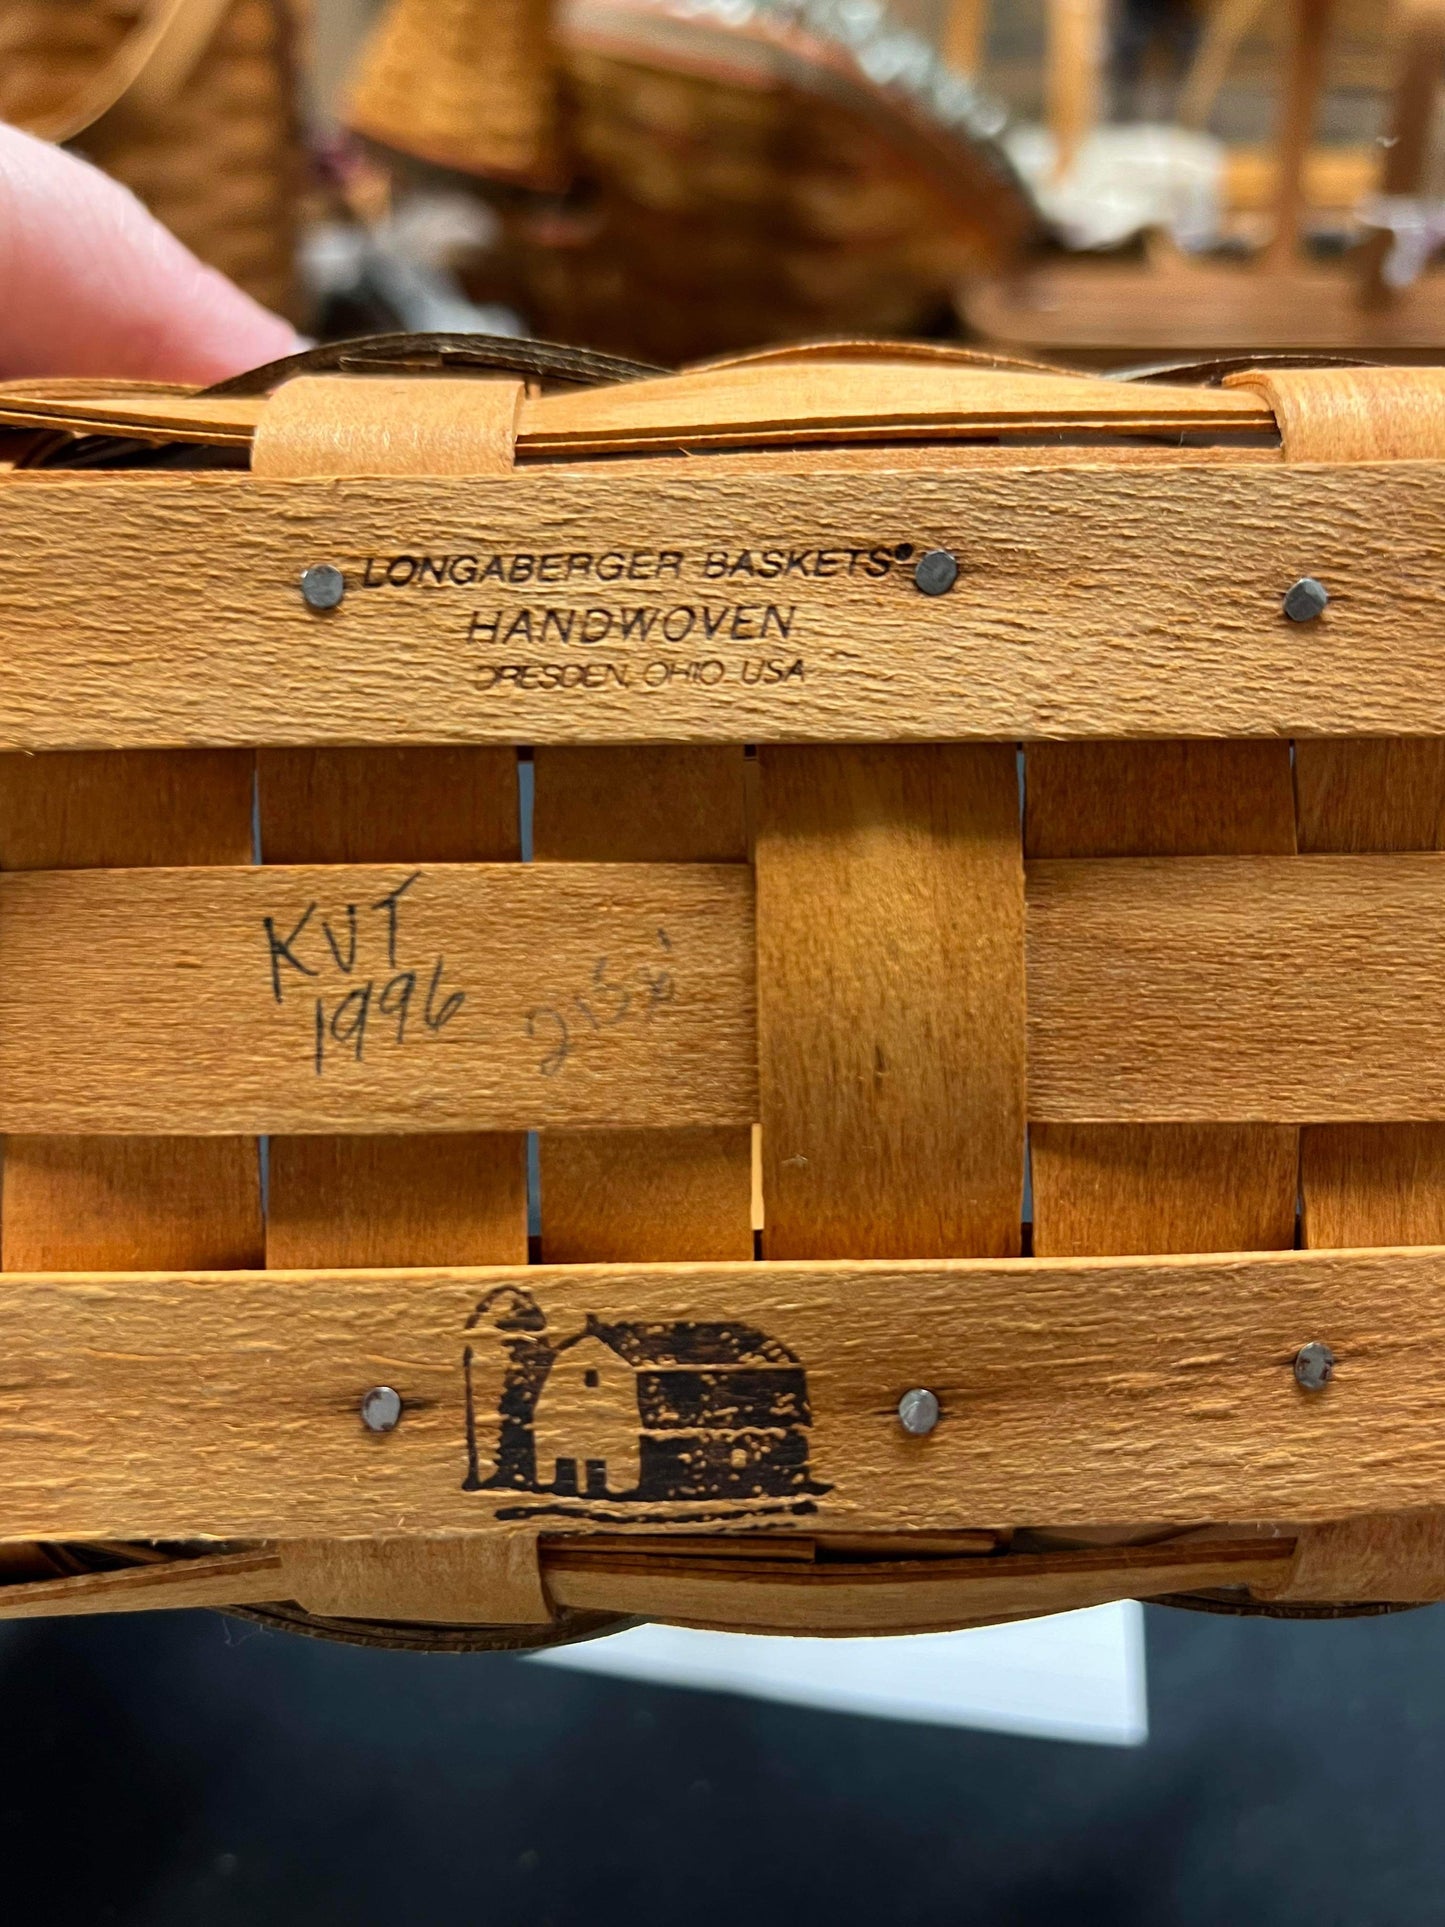 LONGABERGER BASKETS®
HANDWOVEN
DRESDEN, OHIO USA
KVT
1996